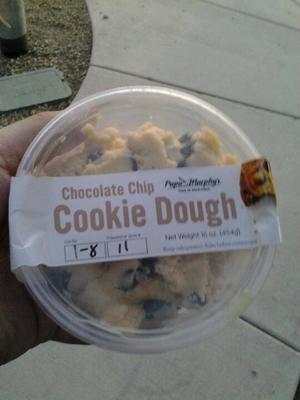 Papa Murphy's
Chocolate Chip
Cookie Dough
Net Weight 16 oz. (454g)
1-8 11